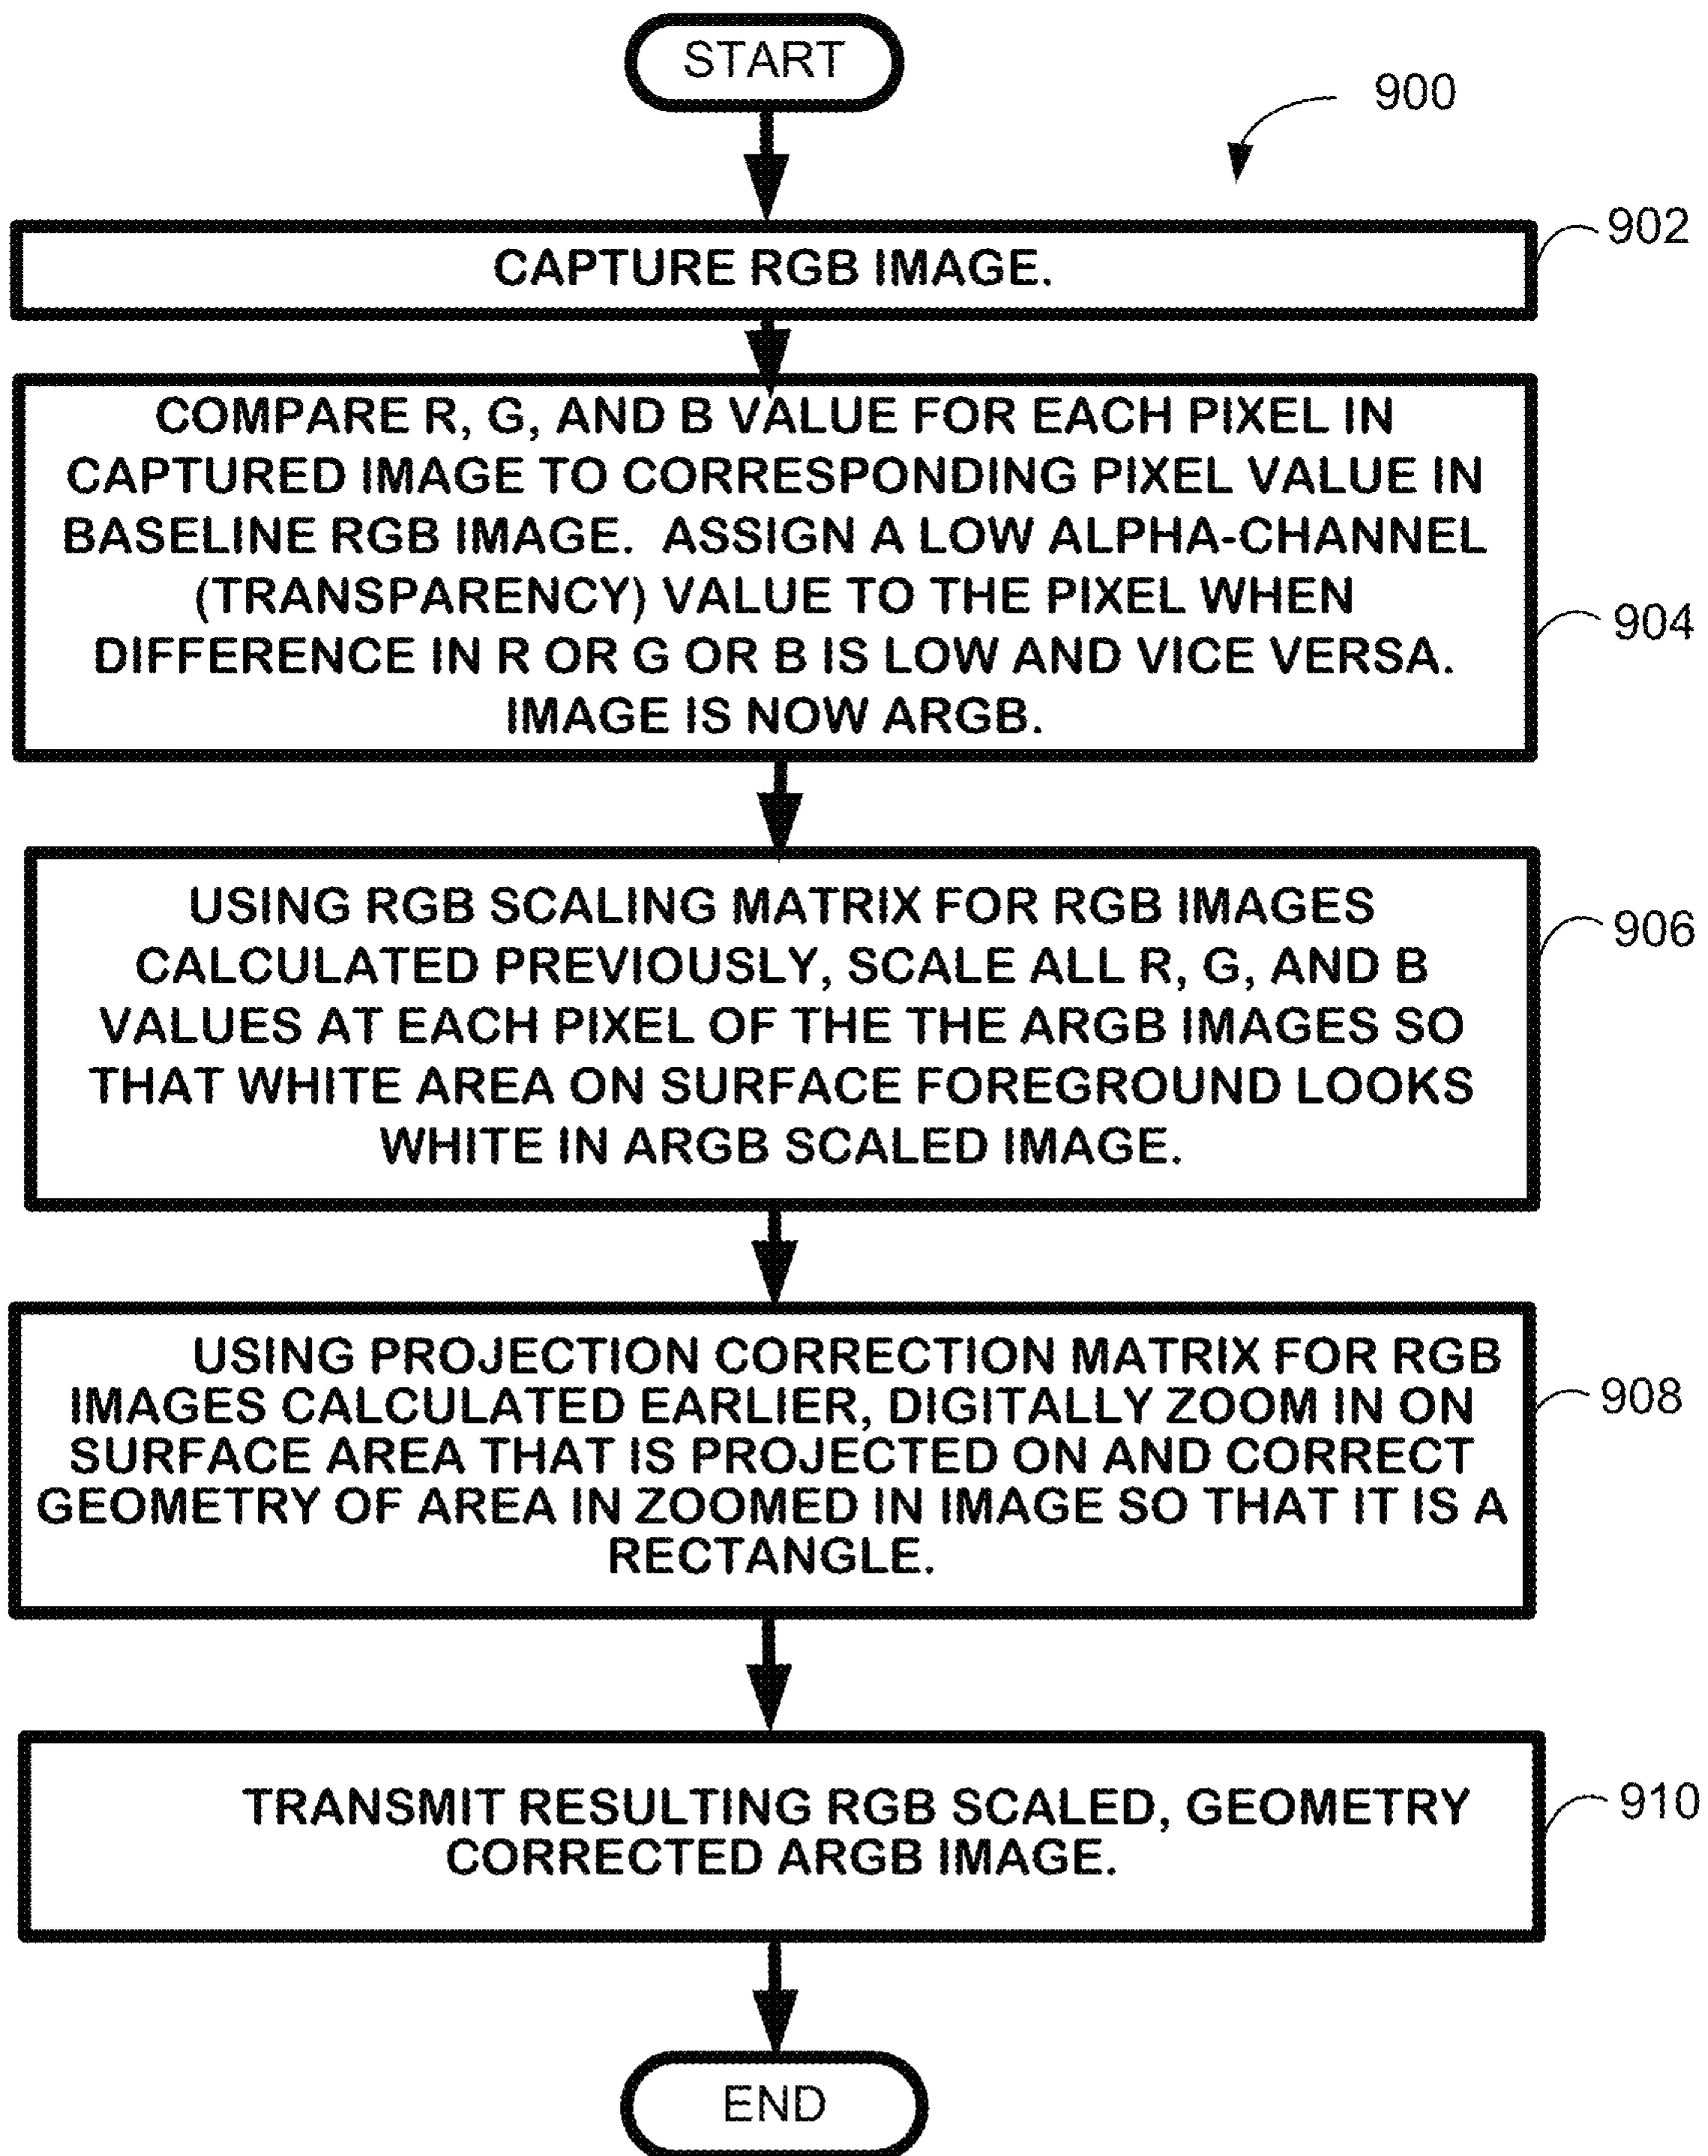 START
900
CAPTURE RGB IMAGE.
902
COMPARE R, G, AND B VALUE FOR EACH PIXEL IN
CAPTURED IMAGE TO CORRESPONDING PIXEL VALUE IN
BASELINE RGB IMAGE. ASSIGN A LOW ALPHA-CHANNEL
(TRANSPARENCY) VALUE TO THE PIXEL WHEN
DIFFERENCE IN R OR G OR B IS LOW AND VICE VERSA.
IMAGE IS NOW ARGB.
904
USING RGB SCALING MATRIX FOR RGB IMAGES
CALCULATED PREVIOUSLY, SCALE ALL R, G, AND B
VALUES AT EACH PIXEL OF THE THE ARGB IMAGES SO
THAT WHITE AREA ON SURFACE FOREGROUND LOOKS
WHITE IN ARGB SCALED IMAGE.
906
USING PROJECTION CORRECTION MATRIX FOR RGB
IMAGES CALCULATED EARLIER, DIGITALLY ZOOM IN ON
SURFACE AREA THAT IS PROJECTED ON AND CORRECT
GEOMETRY OF AREA IN ZOOMED IN IMAGE SO THAT IT IS A
RECTANGLE.
908
TRANSMIT RESULTING RGB SCALED, GEOMETRY
CORRECTED ARGB IMAGE.
910
END